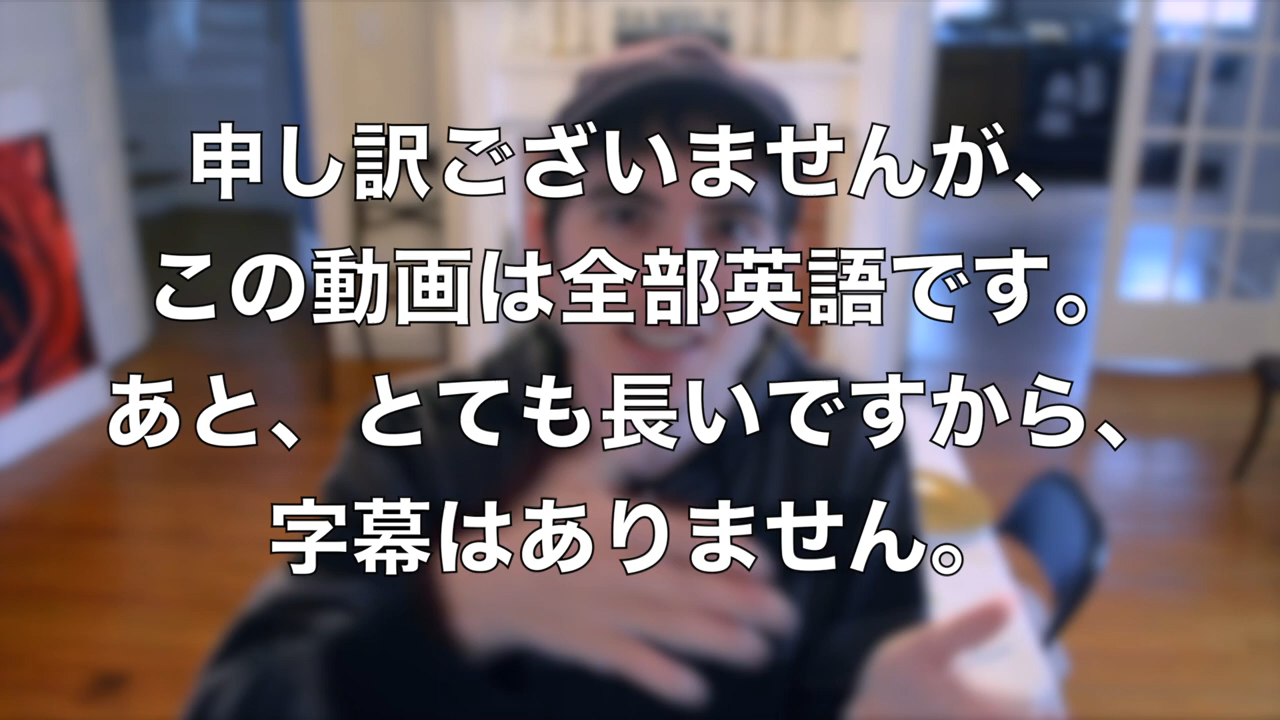 申し訳ございませんが、
この動画は全部英語です。
あと、とても長いですから、
字幕はありません。